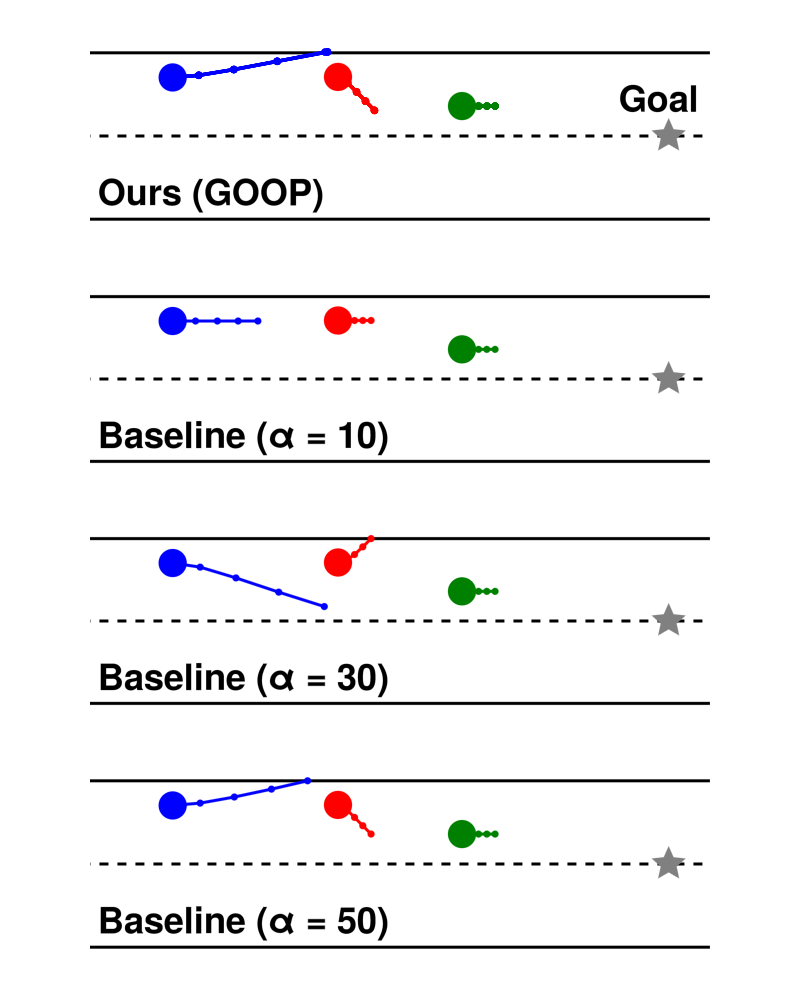 Goal
Ours (GOOP)
Baseline (α = 10)
Baseline (α = 30)
Baseline (α = 50)